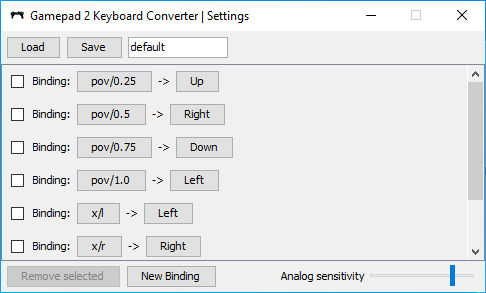 Gamepad 2 Keyboard Converter | Settings
Load Save default
Binding: pov/0.25 -> Up
Binding: pov/0.5 -> Right
Binding: pov/0.75 -> Down
Binding: pov/1.0 -> Left
Binding: x/l -> Left
Binding: x/r -> Right
Remove selected New Binding Analog sensitivity